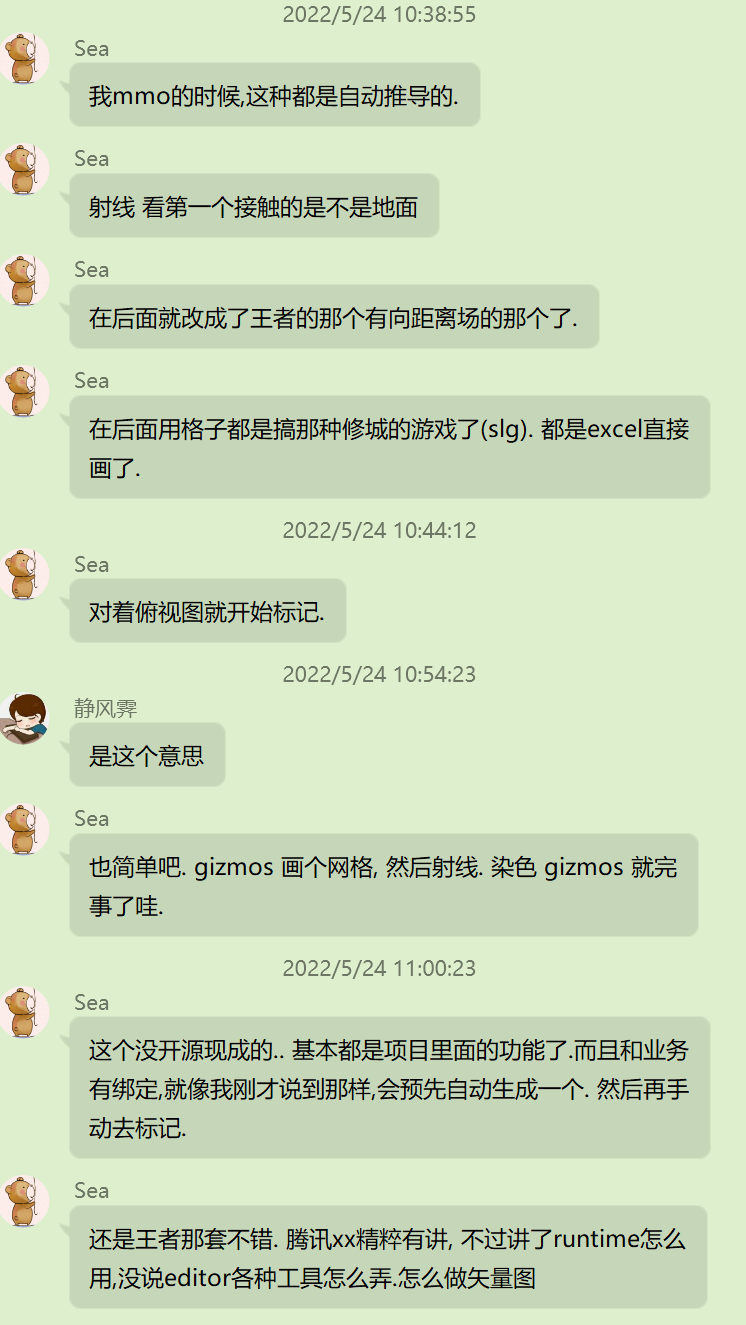 2022/5/24 10:38:55
Sea
我mmo的时候,这种都是自动推导的.
Sea
射线 看第一个接触的是不是地面
Sea
在后面就改成了王者的那个有向距离场的那个了.
Sea
在后面用格子都是搞那种修城的游戏了(slg). 都是excel直接
画了.
2022/5/24 10:44:12
Sea
对着俯视图就开始标记.
2022/5/24 10:54:23
静风霁
是这个意思
Sea
也简单吧. gizmos 画个网格, 然后射线. 染色 gizmos 就完
事了哇.
2022/5/24 11:00:23
Sea
这个没开源现成的.. 基本都是项目里面的功能了.而且和业务
有绑定,就像我刚才说到那样,会预先自动生成一个. 然后再手
动去标记.
Sea
还是王者那套不错. 腾讯xx精粹有讲, 不过讲了runtime怎么
用,没说editor各种工具怎么弄.怎么做矢量图